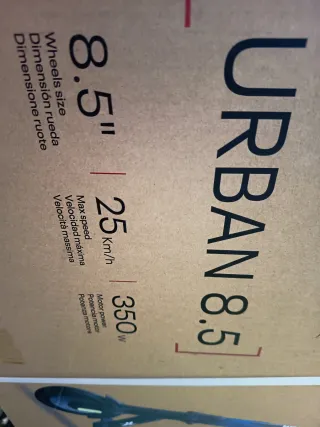 URBAN 8.5
8.5"
Wheels size
Dimensión rueda
Dimensione ruote
25 Km/h
Max speed
Velocidad máxima
Velocità massima
350W
Motor power
Potencia motor
Potenza motore